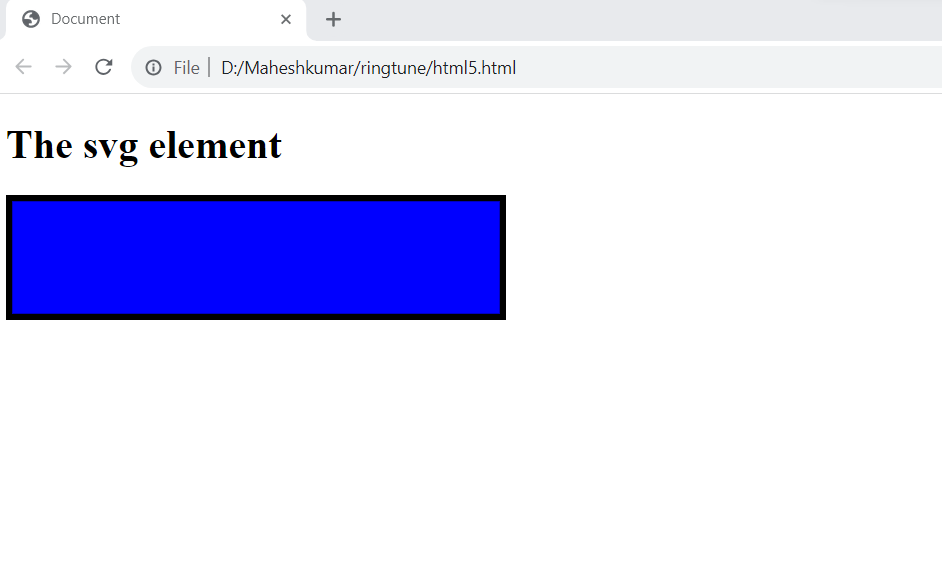 Document
File D:/Maheshkumar/ringtune/html5.html
The svg element